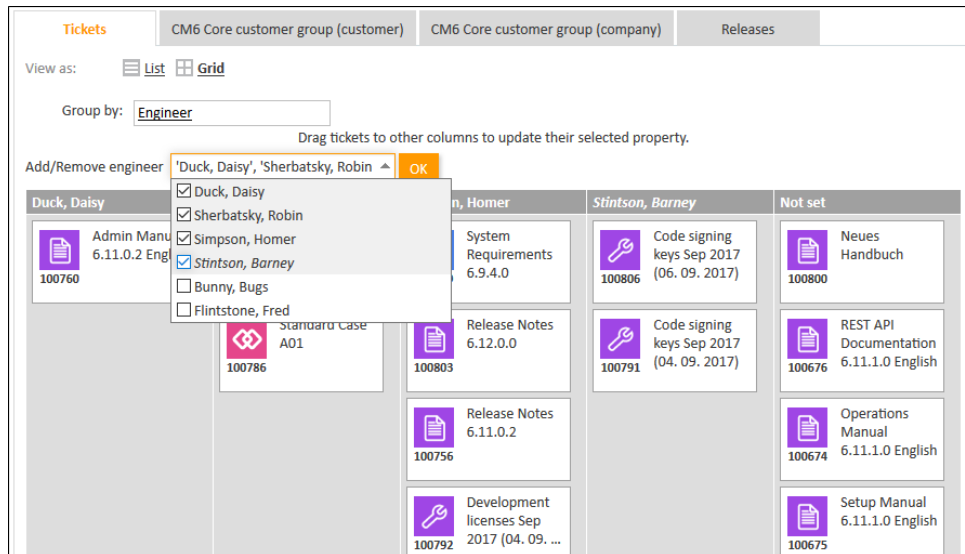 Tickets
CM6 Core customer group (customer)
CM6 Core customer group (company)
Releases
View as:
List
Grid
Group by:
Engineer
Drag tickets to other columns to update their selected property.
Add/Remove engineer
'Duck, Daisy', 'Sherbatsky, Robin
OK
Duck, Daisy
Sherbatsky, Robin
Simpson, Homer
Stintson, Barney
Bunny, Bugs
Flintstone, Fred
Duck, Daisy
Admin Manu
6.11.0.2 Engl
100760
Standard Case
A01
100786
n, Homer
System
Requirements
6.9.4.0
Release Notes
6.12.0.0
100803
Release Notes
6.11.0.2
100756
Development
licenses Sep
2017 (04. 09. ...
100792
Stintson, Barney
Code signing
keys Sep 2017
(06. 09. 2017)
100806
Code signing
keys Sep 2017
(04. 09. 2017)
100791
Not set
Neues
Handbuch
100800
REST API
Documentation
6.11.1.0 English
100676
Operations
Manual
6.11.1.0 English
100674
Setup Manual
6.11.1.0 English
100675